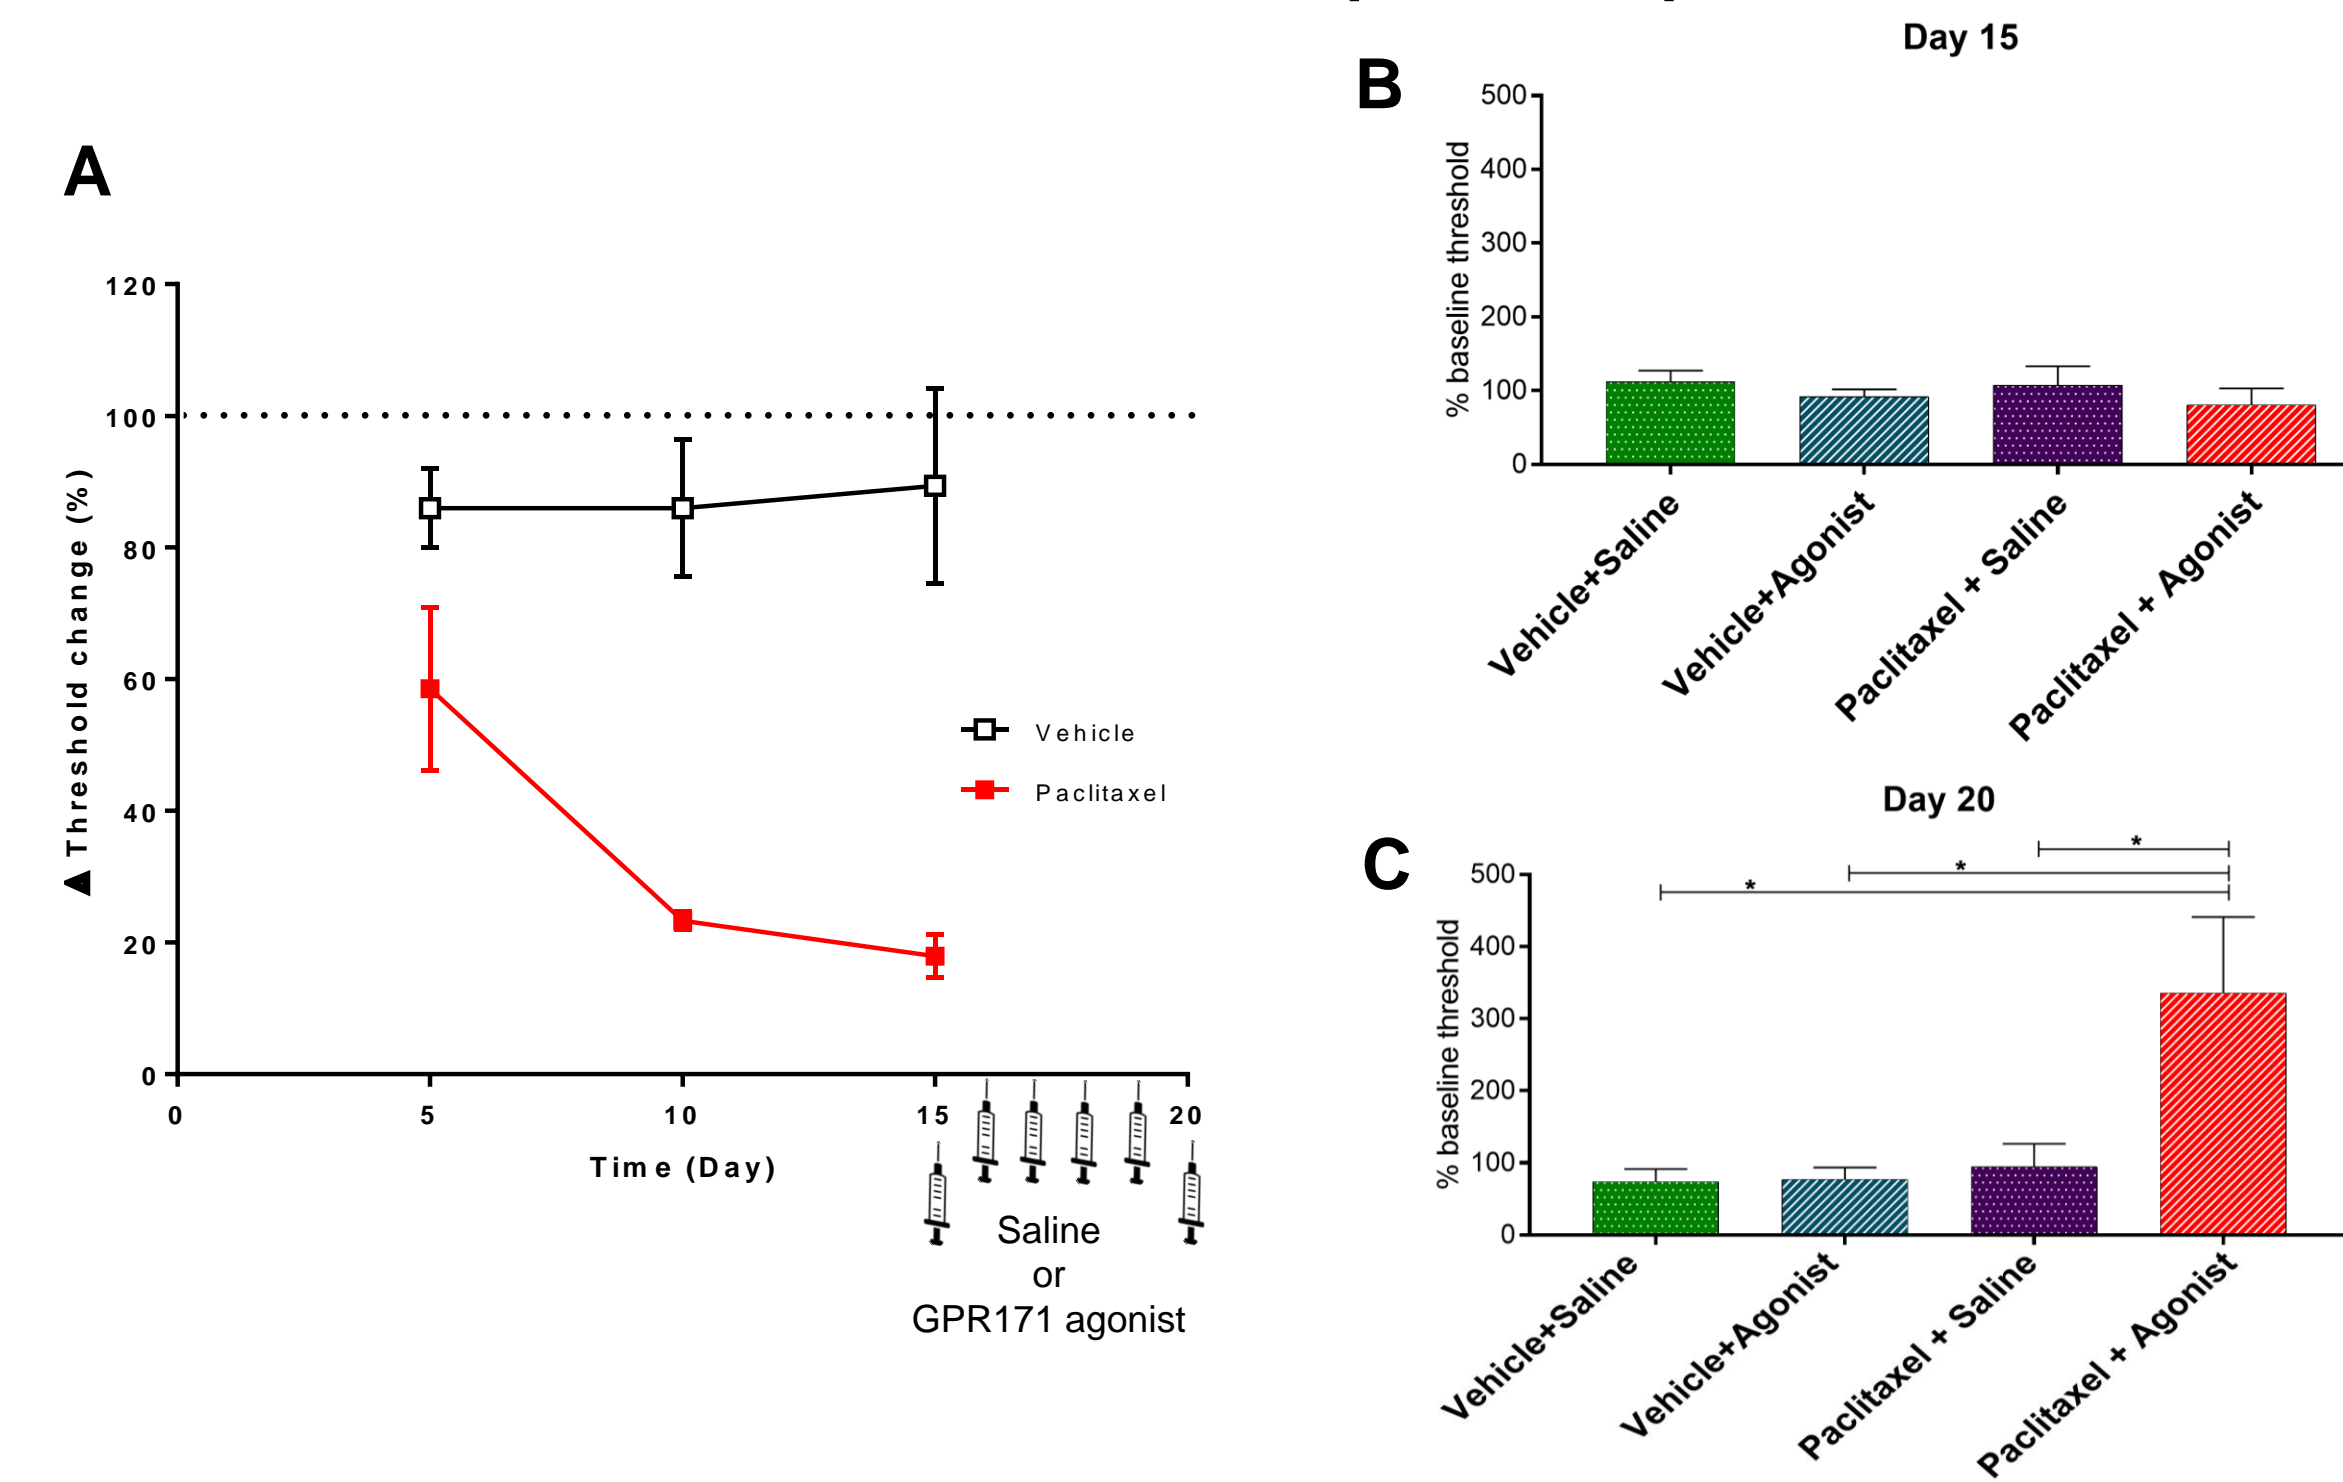 A
120
100
80
60
40
20
0
▲ Threshold change (%)
0 5 10 15 20
Time (Day)
Vehicle
Paclitaxel
Saline
or
GPR171 agonist
B
Day 15
500
400
300
200
100
0
% baseline threshold
Vehicle+Saline
Vehicle+Agonist
Paclitaxel + Saline
Paclitaxel + Agonist
C
Day 20
*
*
*
500
400
300
200
100
0
% baseline threshold
Vehicle+Saline
Vehicle+Agonist
Paclitaxel + Saline
Paclitaxel + Agonist